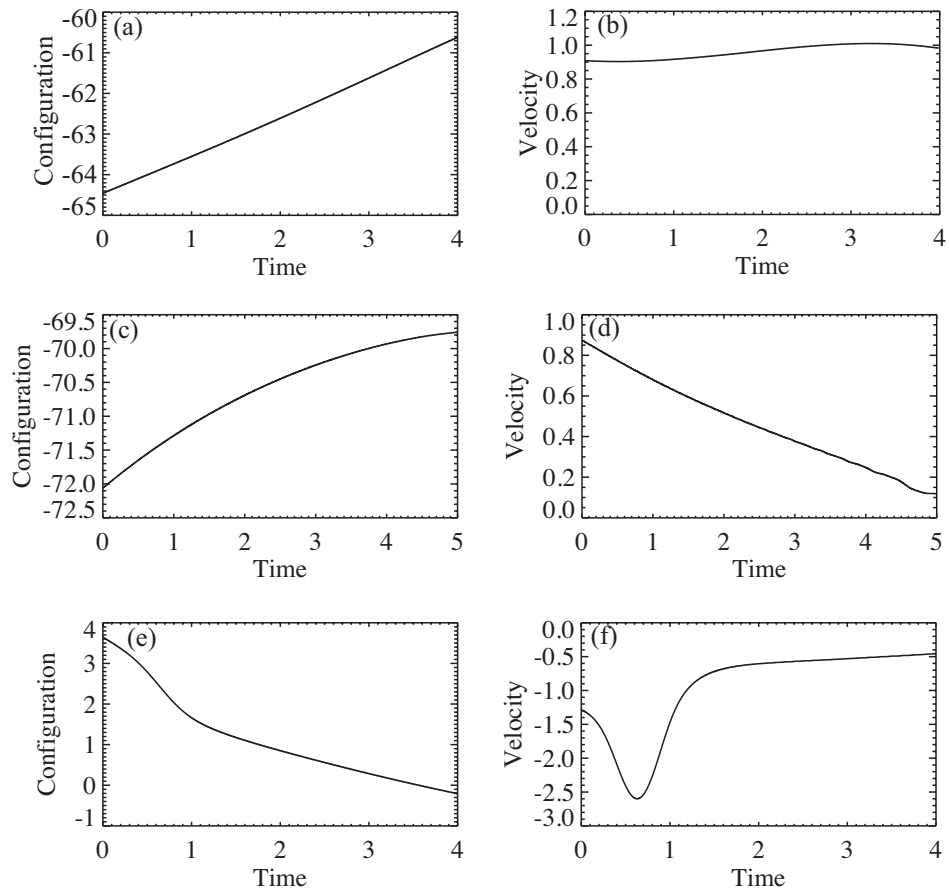 (a)
Configuration
-60
-61
-62
-63
-64
-65
0 1 2 3 4
Time
(b)
Velocity
1.2
1.0
0.8
0.6
0.4
0.2
0.0
0 1 2 3 4
Time
(c)
Configuration
-69.5
-70.0
-70.5
-71.0
-71.5
-72.0
-72.5
0 1 2 3 4 5
Time
(d)
Velocity
1.0
0.8
0.6
0.4
0.2
0.0
0 1 2 3 4 5
Time
(e)
Configuration
4
3
2
1
0
-1
0 1 2 3 4
Time
(f)
Velocity
0.0
-0.5
-1.0
-1.5
-2.0
-2.5
-3.0
0 1 2 3 4
Time